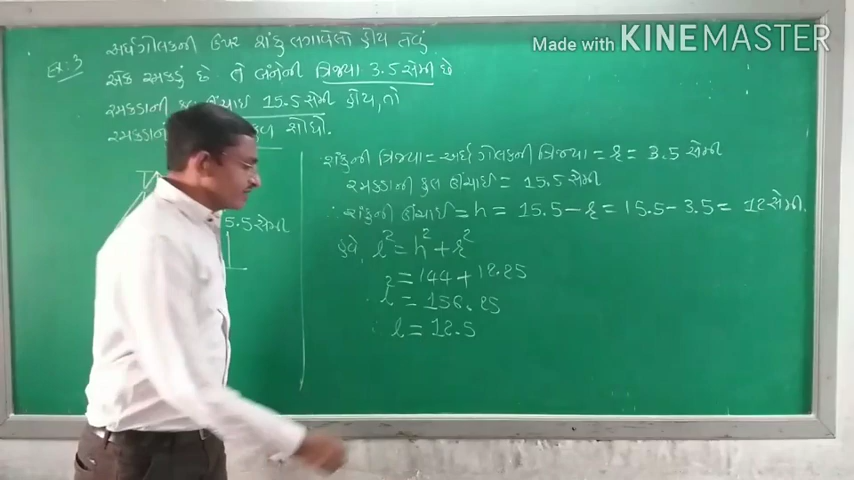 Made with KINEMASTER
Ex:3 અર્ધગોલકની ઉપર શંકુ લગાવેલો હોય તેવું
એક રમકડું છે તે બંનેની ત્રિજ્યા 3.5 સેમી છે
રમકડાની કુલ ઊંચાઈ 15.5 સેમી હોય, તો
રમકડાન શોધો.
5.5 સેમી
શંકુની ત્રિજ્યા = અર્ધગોલકની ત્રિજ્યા = r = 3.5 સેમી
રમકડાની કુલ ઊંચાઈ = 15.5 સેમી
∴ શંકુની ઊંચાઈ = h = 15.5 - r = 15.5 - 3.5 = 12 સેમી.
હવે, l² = h² + r²
= 144 + 12.25
∴ l² = 156.25
∴ l = 12.5